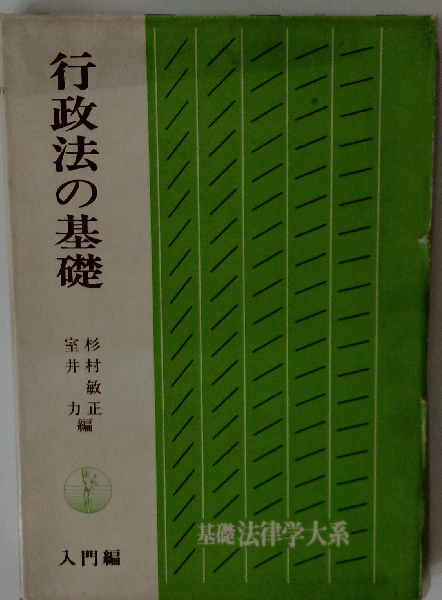 行政法の基礎
杉村敏正
室井力
編
入門編
基礎法律学大系